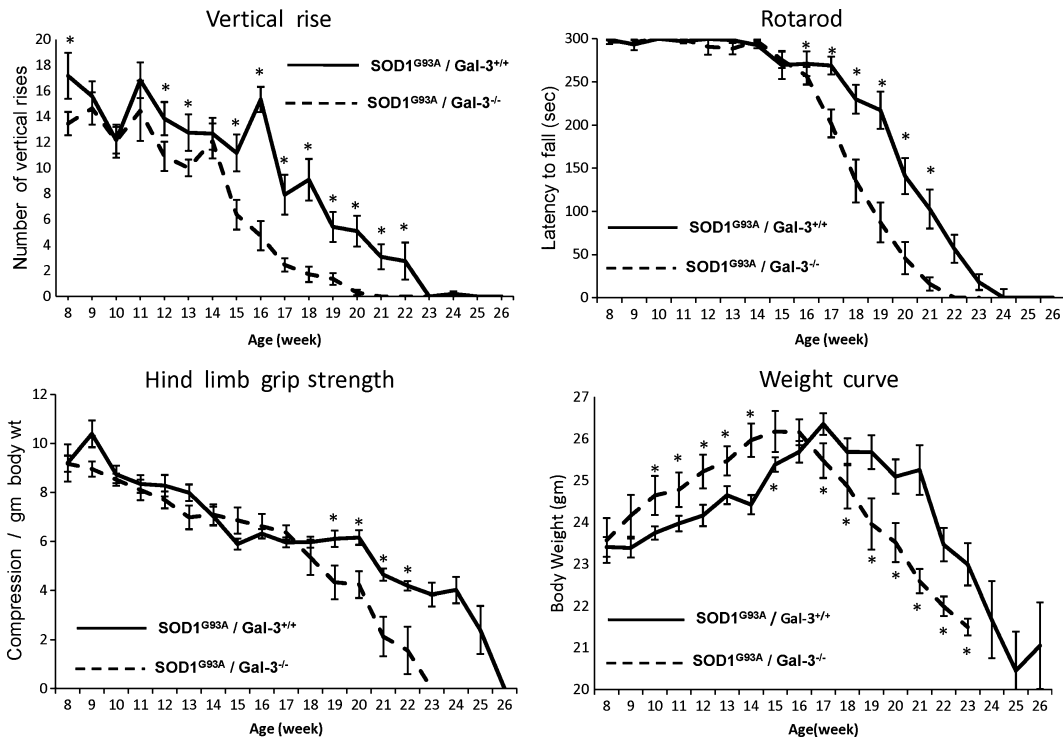 Vertical rise
20
18
16
14
12
10
8
6
4
2
0
Number of vertical rises
* * * * * * * * * * *
SOD1G93A / Gal-3+/+
SOD1G93A / Gal-3-/-
8 9 10 11 12 13 14 15 16 17 18 19 20 21 22 23 24 25 26
Age (week)
Rotarod
300
250
200
150
100
50
0
Latency to fall (sec)
* * * * * *
SOD1G93A / Gal-3+/+
SOD1G93A / Gal-3-/-
8 9 10 11 12 13 14 15 16 17 18 19 20 21 22 23 24 25 26
Age (week)
Hind limb grip strength
12
10
8
6
4
2
0
Compression / gm body wt
* * * *
SOD1G93A / Gal-3+/+
SOD1G93A / Gal-3-/-
8 9 10 11 12 13 14 15 16 17 18 19 20 21 22 23 24 25 26
Age(week)
Weight curve
27
26
25
24
23
22
21
20
Body Weight (gm)
* * * * * * * * * * * * *
SOD1G93A / Gal-3+/+
SOD1G93A / Gal-3-/-
8 9 10 11 12 13 14 15 16 17 18 19 20 21 22 23 24 25 26
Age(week)